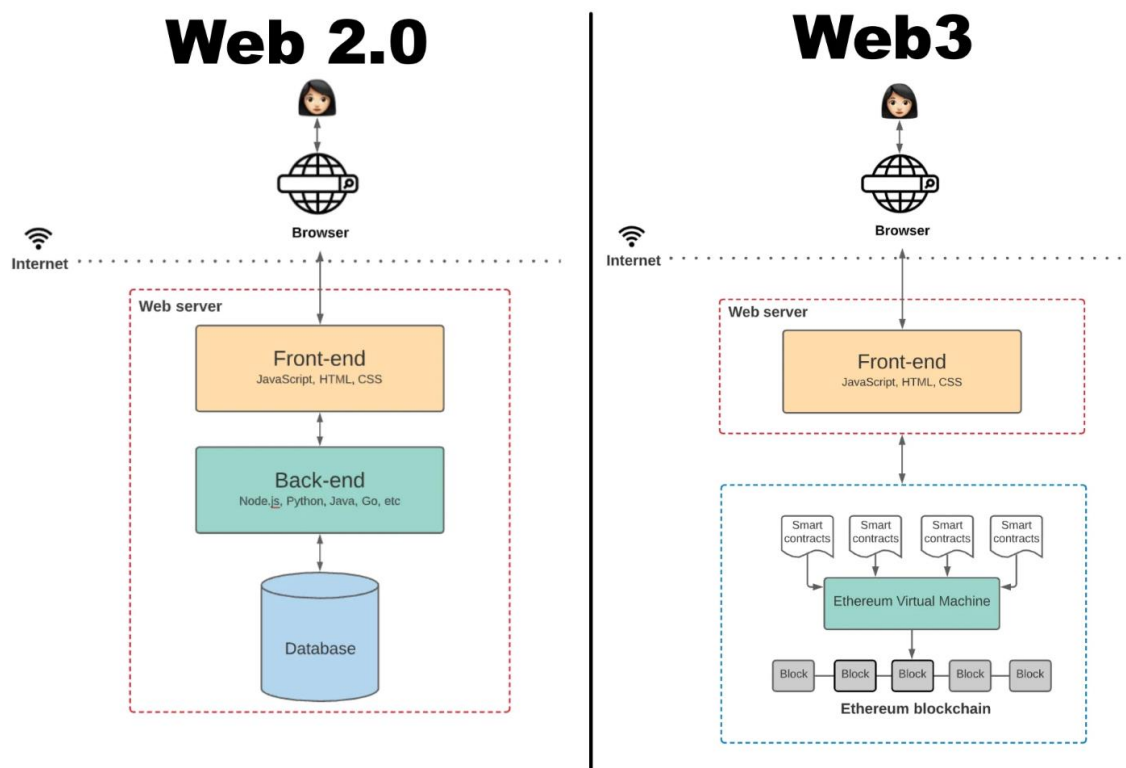 Web 2.0
Browser
Internet
Web server
Front-end
JavaScript, HTML, CSS
Back-end
Node.js, Python, Java, Go, etc
Database
Web3
Browser
Internet
Web server
Front-end
JavaScript, HTML, CSS
Smart
contracts
Smart
contracts
Smart
contracts
Smart
contracts
Ethereum Virtual Machine
Block
Block
Block
Block
Block
Ethereum blockchain